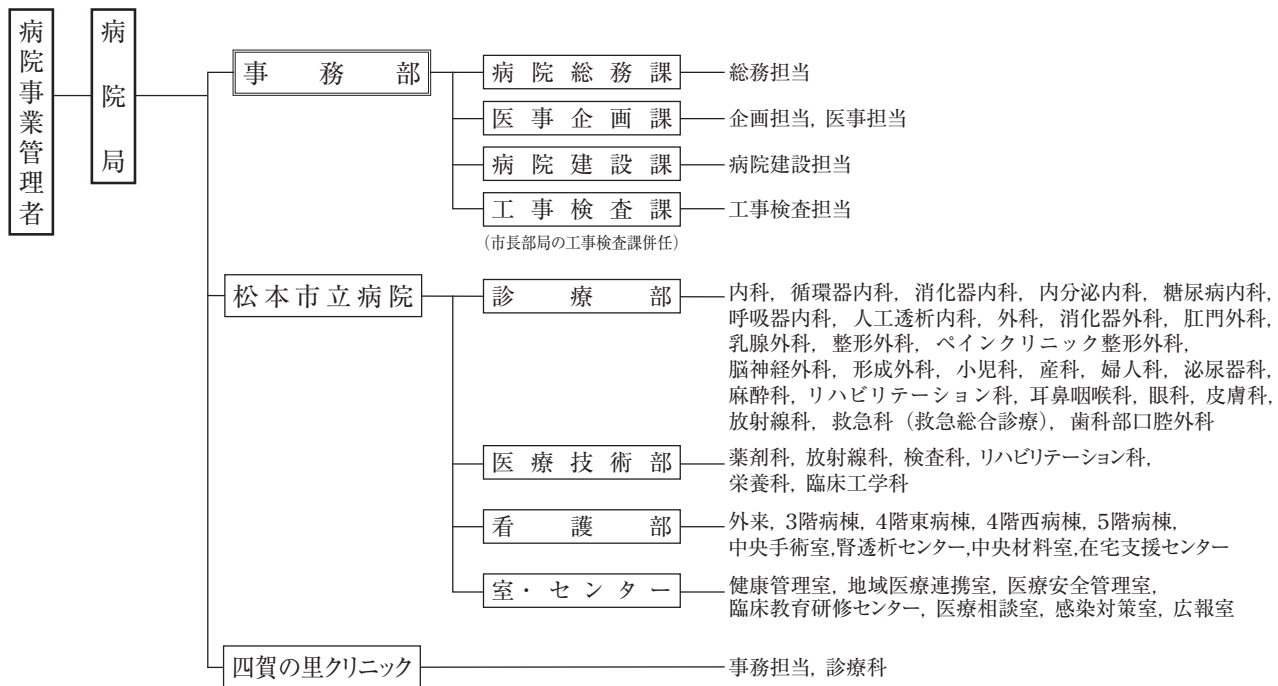 病院事業管理者
病院局
事務部
病院総務課
総務担当
医事企画課
企画担当, 医事担当
病院建設課
病院建設担当
工事検査課
工事検査担当
(市長部局の工事検査課併任)
松本市立病院
診療部
内科, 循環器内科, 消化器内科, 内分泌内科, 糖尿病内科,
呼吸器内科, 人工透析内科, 外科, 消化器外科, 肛門外科,
乳腺外科, 整形外科, ペインクリニック整形外科,
脳神経外科, 形成外科, 小児科, 産科, 婦人科, 泌尿器科,
麻酔科, リハビリテーション科, 耳鼻咽喉科, 眼科, 皮膚科,
放射線科, 救急科（救急総合診療）, 歯科部口腔外科
医療技術部
薬剤科, 放射線科, 検査科, リハビリテーション科,
栄養科, 臨床工学科
看護部
外来, 3階病棟, 4階東病棟, 4階西病棟, 5階病棟,
中央手術室,腎透析センター,中央材料室,在宅支援センター
室・センター
健康管理室, 地域医療連携室, 医療安全管理室,
臨床教育研修センター, 医療相談室, 感染対策室, 広報室
四賀の里クリニック
事務担当, 診療科